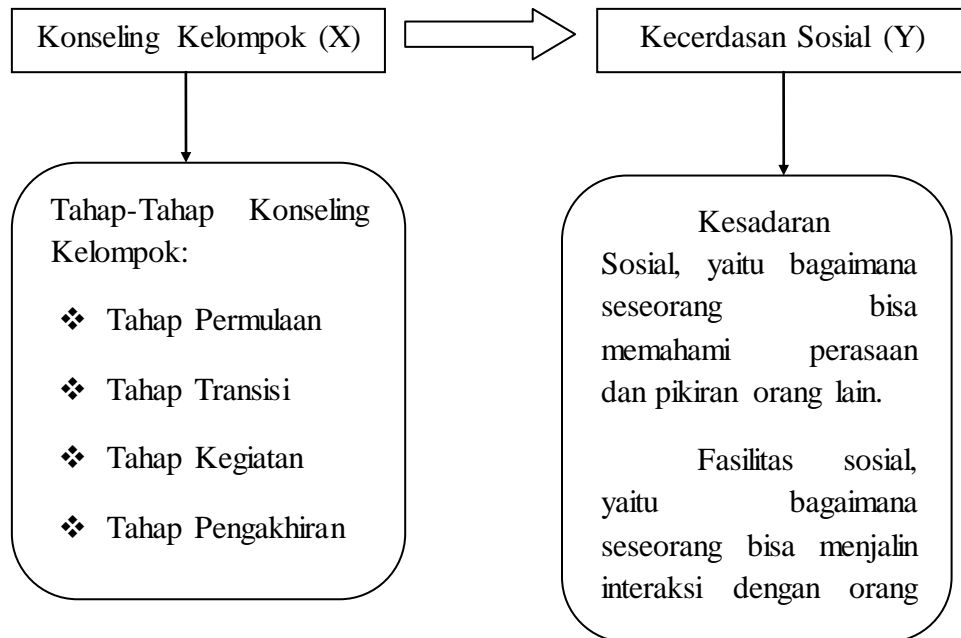 Konseling Kelompok (X)
Kecerdasan Sosial (Y)
Tahap-Tahap Konseling
Kelompok:
❖ Tahap Permulaan
❖ Tahap Transisi
❖ Tahap Kegiatan
❖ Tahap Pengakhiran
Kesadaran
Sosial, yaitu bagaimana
seseorang bisa
memahami perasaan
dan pikiran orang lain.
Fasilitas sosial,
yaitu bagaimana
seseorang bisa menjalin
interaksi dengan orang